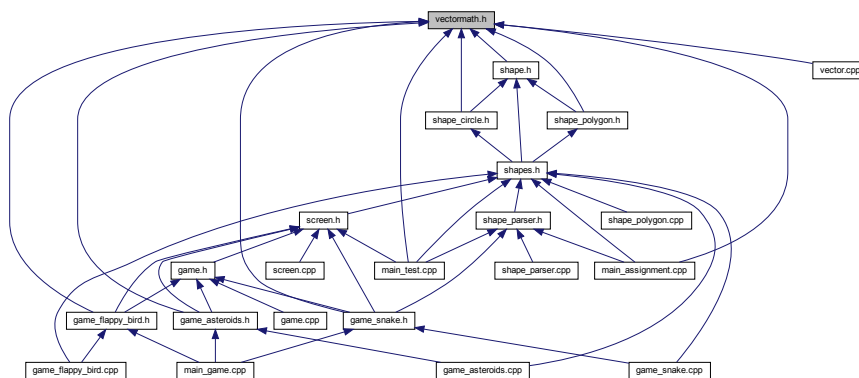 vectormath.h
shape.h
vector.cpp
shape_circle.h
shape_polygon.h
shapes.h
screen.h
shape_parser.h
shape_polygon.cpp
game.h
screen.cpp
main_test.cpp
shape_parser.cpp
main_assignment.cpp
game_flappy_bird.h
game_asteroids.h
game.cpp
game_snake.h
game_flappy_bird.cpp
main_game.cpp
game_asteroids.cpp
game_snake.cpp